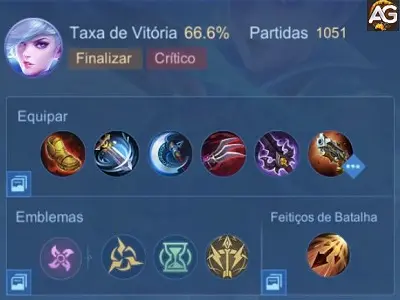 AG
Taxa de Vitória 66.6% Partidas 1051
Finalizar Crítico
Equipar
Emblemas Feitiços de Batalha